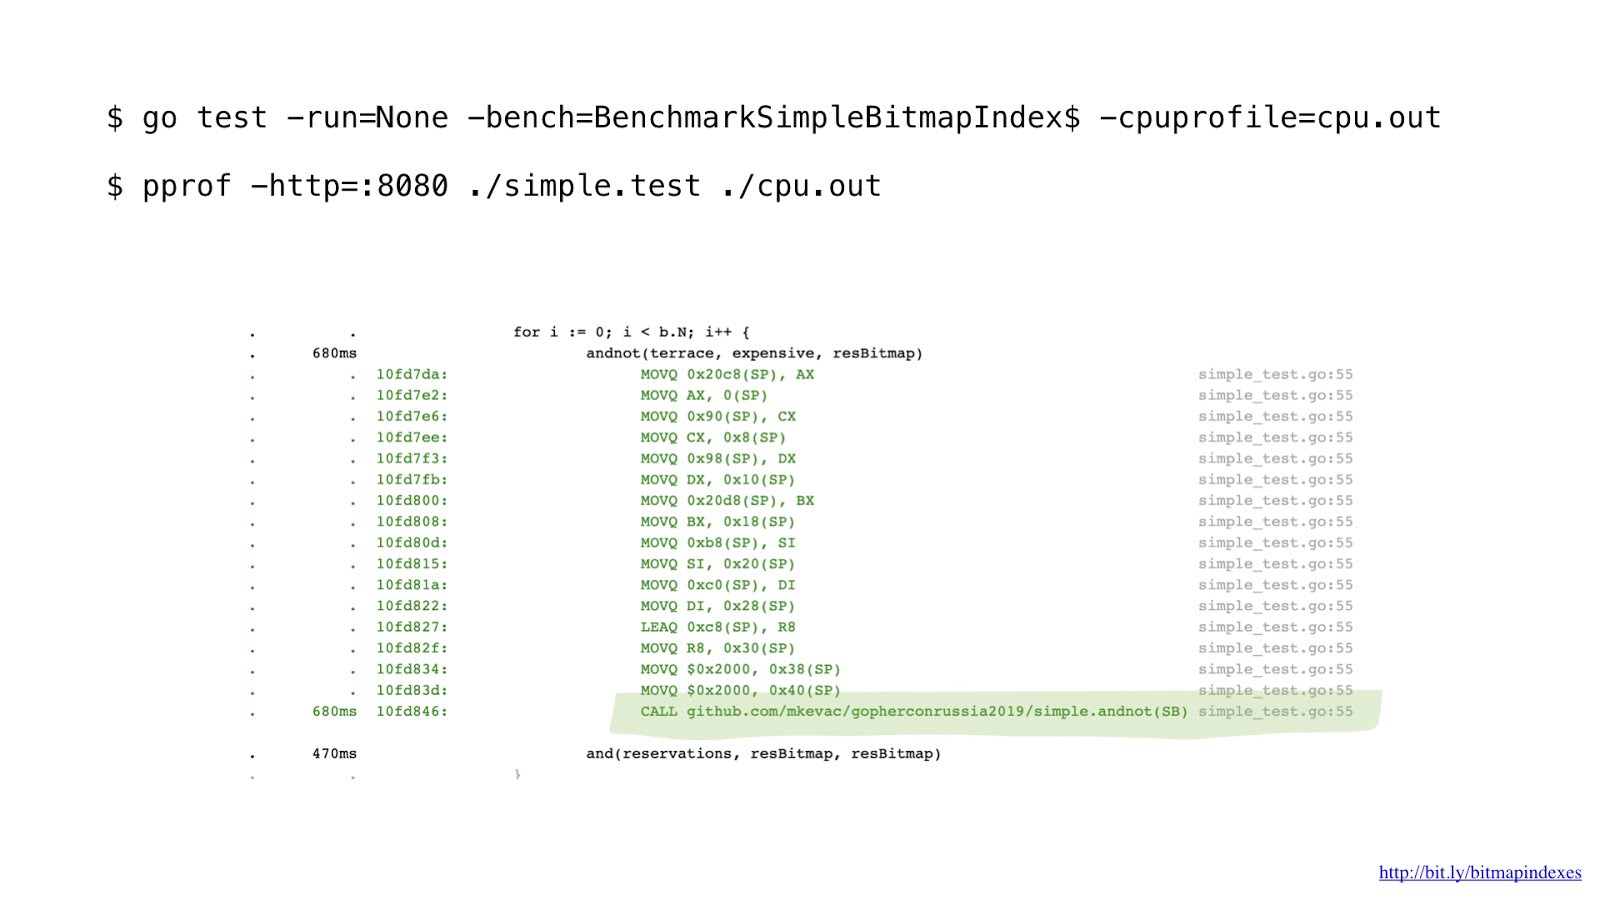 $ go test -run=None -bench=BenchmarkSimpleBitmapIndex$ -cpuprofile=cpu.out
$ pprof -http=:8080 ./simple.test ./cpu.out
. . for i := 0; i < b.N; i++ {
. 680ms andnot(terrace, expensive, resBitmap)
. . 10fd7da: MOVQ 0x20c8(SP), AX simple_test.go:55
. . 10fd7e2: MOVQ AX, 0(SP) simple_test.go:55
. . 10fd7e6: MOVQ 0x90(SP), CX simple_test.go:55
. . 10fd7ee: MOVQ CX, 0x8(SP) simple_test.go:55
. . 10fd7f3: MOVQ 0x98(SP), DX simple_test.go:55
. . 10fd7fb: MOVQ DX, 0x10(SP) simple_test.go:55
. . 10fd800: MOVQ 0x20d8(SP), BX simple_test.go:55
. . 10fd808: MOVQ BX, 0x18(SP) simple_test.go:55
. . 10fd80d: MOVQ 0xb8(SP), SI simple_test.go:55
. . 10fd815: MOVQ SI, 0x20(SP) simple_test.go:55
. . 10fd81a: MOVQ 0xc0(SP), DI simple_test.go:55
. . 10fd822: MOVQ DI, 0x28(SP) simple_test.go:55
. . 10fd827: LEAQ 0xc8(SP), R8 simple_test.go:55
. . 10fd82f: MOVQ R8, 0x30(SP) simple_test.go:55
. . 10fd834: MOVQ $0x2000, 0x38(SP) simple_test.go:55
. . 10fd83d: MOVQ $0x2000, 0x40(SP) simple_test.go:55
. 680ms 10fd846: CALL github.com/mkevac/gopherconrussia2019/simple.andnot(SB) simple_test.go:55
. 470ms and(reservations, resBitmap, resBitmap)
. . }
http://bit.ly/bitmapindexes